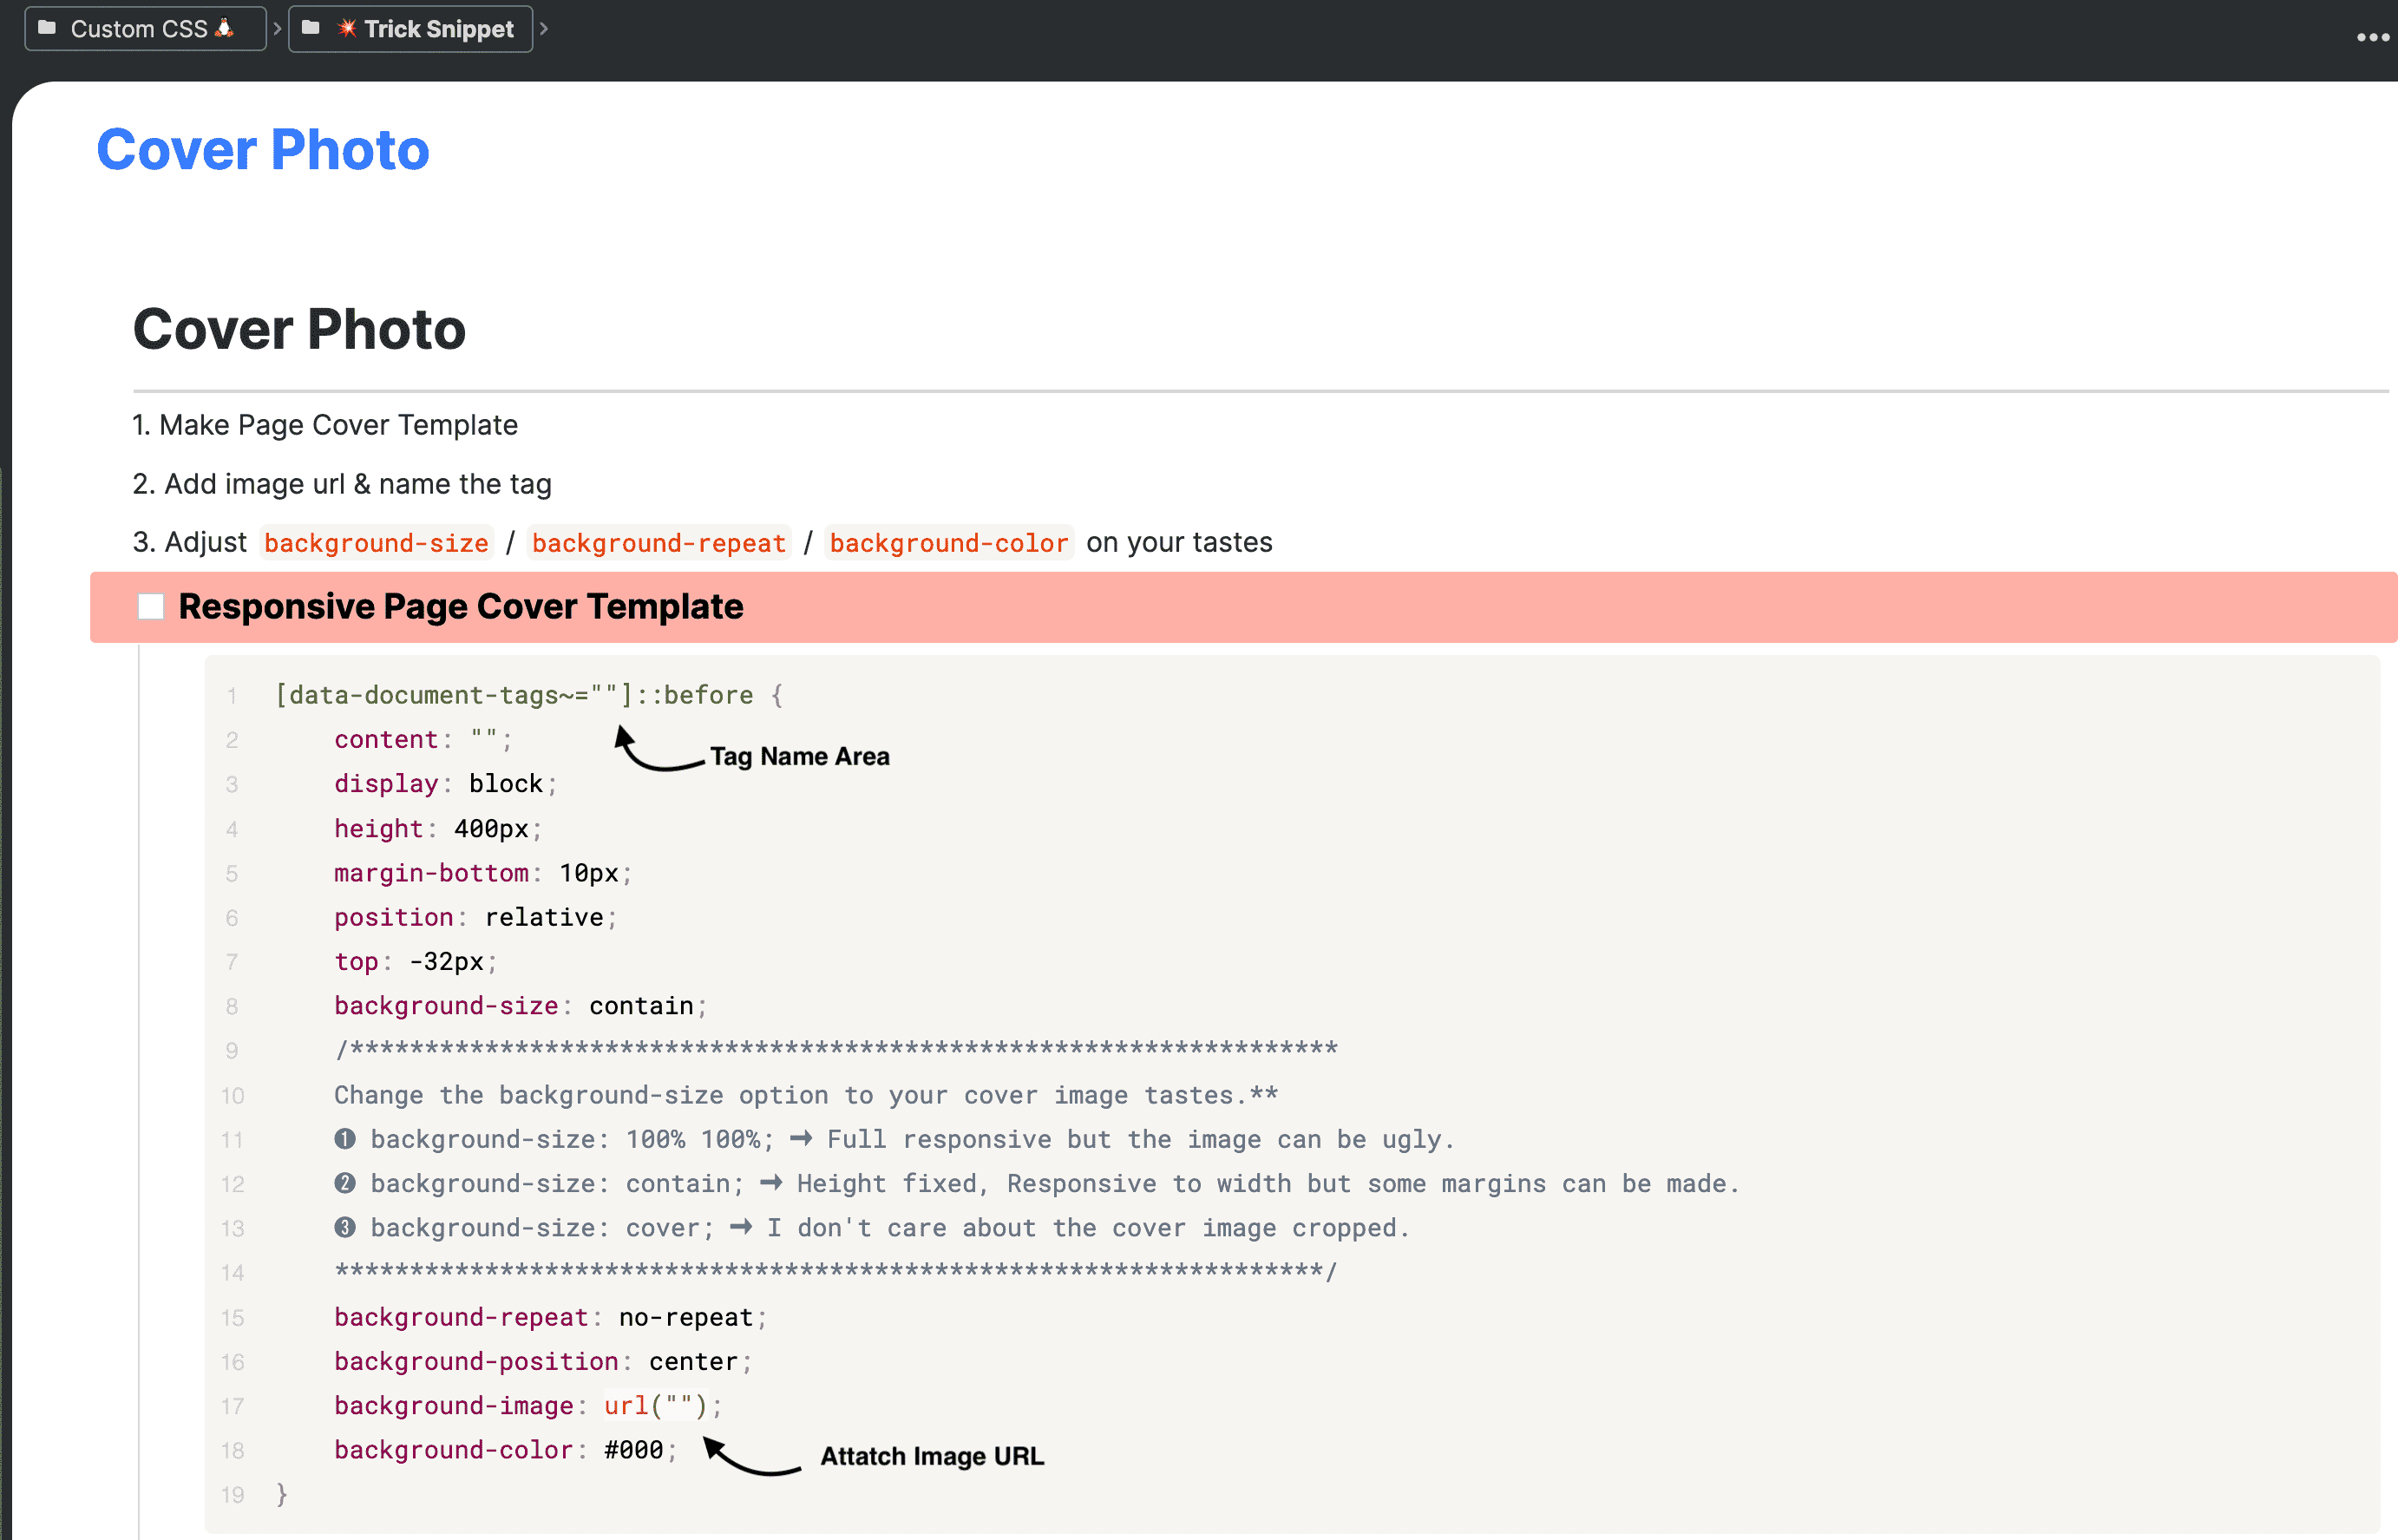 Custom CSS🐧 › 💥 Trick Snippet ›
Cover Photo
Cover Photo
1. Make Page Cover Template
2. Add image url & name the tag
3. Adjust background-size / background-repeat / background-color on your tastes
Responsive Page Cover Template
1 [data-document-tags~=""]::before {
2 content: "";
Tag Name Area
3 display: block;
4 height: 400px;
5 margin-bottom: 10px;
6 position: relative;
7 top: -32px;
8 background-size: contain;
9 /******************************************************************
10 Change the background-size option to your cover image tastes.**
11 ❶ background-size: 100% 100%; → Full responsive but the image can be ugly.
12 ❷ background-size: contain; → Height fixed, Responsive to width but some margins can be made.
13 ❸ background-size: cover; → I don't care about the cover image cropped.
14 ******************************************************************/
15 background-repeat: no-repeat;
16 background-position: center;
17 background-image: url("");
18 background-color: #000;
Attatch Image URL
19 }